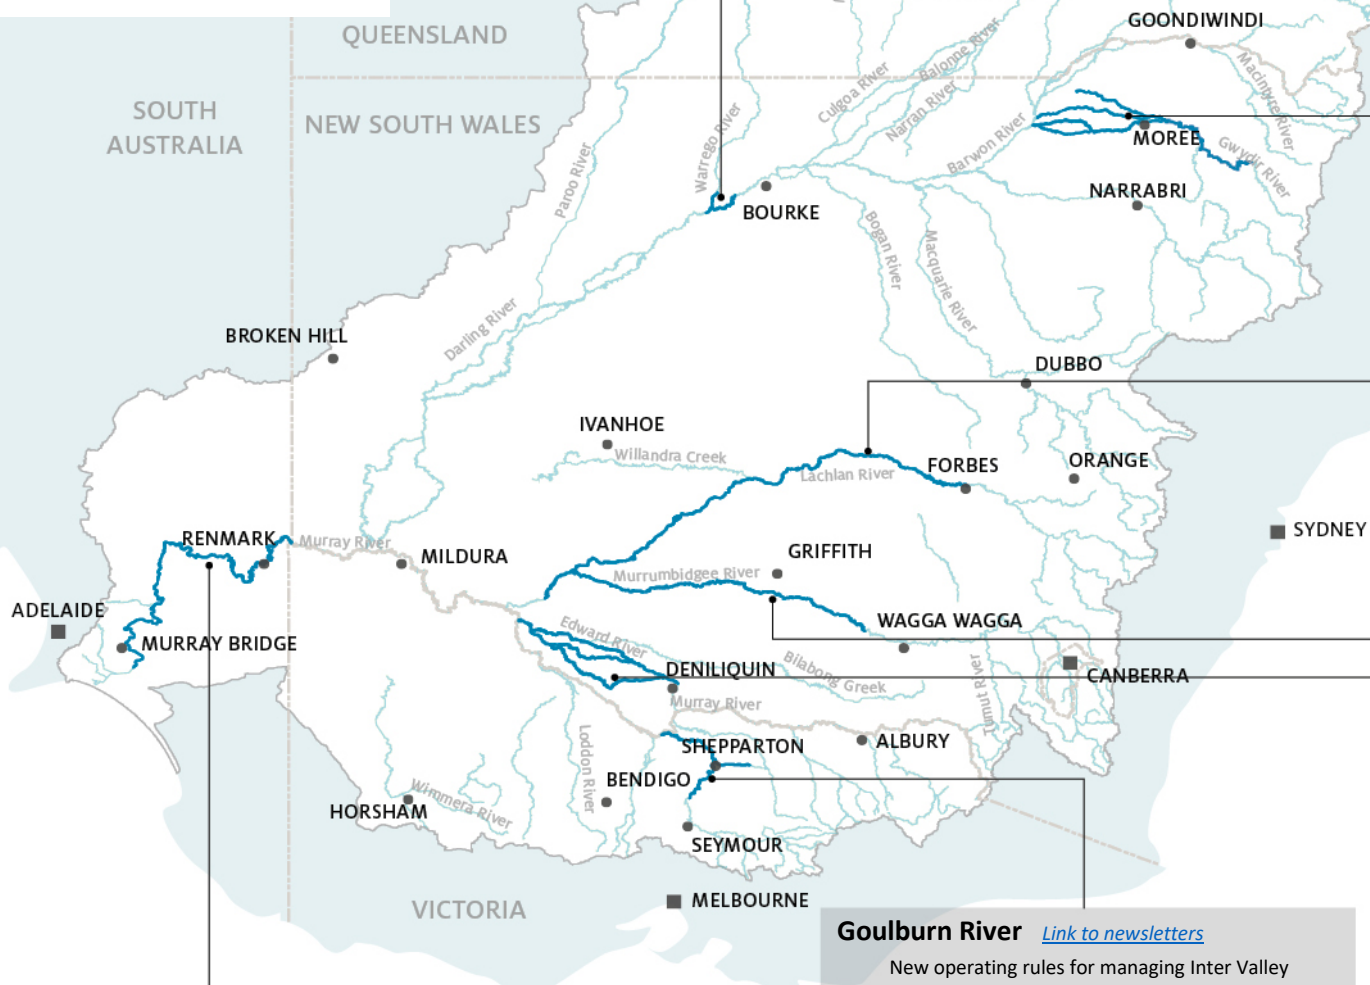 GOONDIWINDI
QUEENSLAND
Balonne River
Culgoa River
Macintyre River
SOUTH
AUSTRALIA
NEW SOUTH WALES
Narran River
Warrego River
Barwon River
MOREE
Gwydir River
Paroo River
NARRABRI
BOURKE
Bogan River
Macquarie River
Darling River
BROKEN HILL
DUBBO
IVANHOE
Willandra Creek
Lachlan River
FORBES
ORANGE
SYDNEY
RENMARK
Murray River
MILDURA
GRIFFITH
Murrumbidgee River
ADELAIDE
MURRAY BRIDGE
WAGGA WAGGA
Edward River
DENILIQUIN
Bilabong Greek
Tumut River
CANBERRA
Murray River
SHEPPARTON
ALBURY
Loddon River
BENDIGO
HORSHAM
Wimmera River
SEYMOUR
MELBOURNE
VICTORIA
Goulburn River Link to newsletters
New operating rules for managing Inter Valley